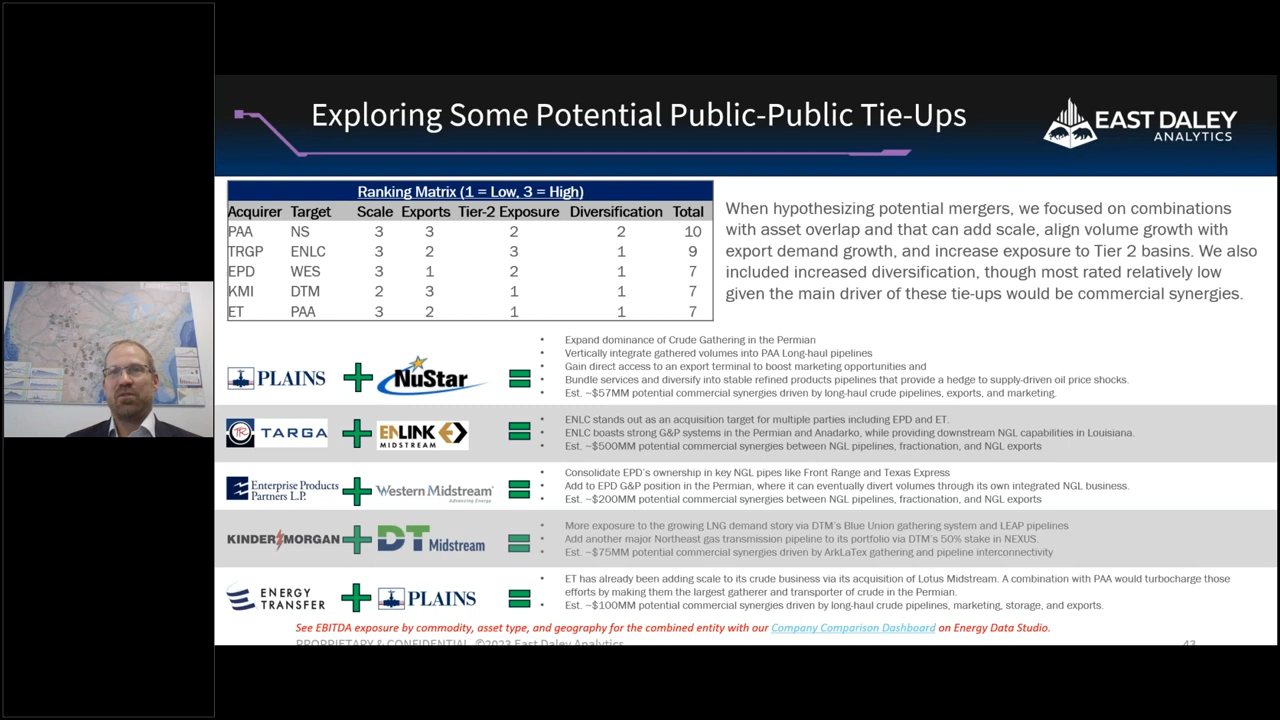 Exploring Some Potential Public-Public Tie-Ups
EAST DALEY
ANALYTICS
Ranking Matrix (1 = Low, 3 = High)
Acquirer Target Scale Exports Tier-2 Exposure Diversification Total
PAA NS 3 3 2 2 10
TRGP ENLC 3 2 3 1 9
EPD WES 3 1 2 1 7
KMI DTM 2 3 1 1 7
ET PAA 3 2 1 1 7
When hypothesizing potential mergers, we focused on combinations
with asset overlap and that can add scale, align volume growth with
export demand growth, and increase exposure to Tier 2 basins. We also
included increased diversification, though most rated relatively low
given the main driver of these tie-ups would be commercial synergies.
PLAINS
NuStar
• Expand dominance of Crude Gathering in the Permian
• Vertically integrate gathered volumes into PAA Long-haul pipelines
• Gain direct access to an export terminal to boost marketing opportunities and
• Bundle services and diversify into stable refined products pipelines that provide a hedge to supply-driven oil price shocks.
• Est. ~$57MM potential commercial synergies driven by long-haul crude pipelines, exports, and marketing.
TR TARGA
ENLINK
MIDSTREAM
• ENLC stands out as an acquisition target for multiple parties including EPD and ET.
• ENLC boasts strong G&P systems in the Permian and Anadarko, while providing downstream NGL capabilities in Louisiana.
• Est. ~$500MM potential commercial synergies between NGL pipelines, fractionation, and NGL exports
Enterprise Products
Partners L.P.
Western Midstream
Advancing Energy
• Consolidate EPD's ownership in key NGL pipes like Front Range and Texas Express
• Add to EPD G&P position in the Permian, where it can eventually divert volumes through its own integrated NGL business.
• Est. ~$200MM potential commercial synergies between NGL pipelines, fractionation, and NGL exports
KINDER MORGAN
DT Midstream
• More exposure to the growing LNG demand story via DTM's Blue Union gathering system and LEAP pipelines
• Add another major Northeast gas transmission pipeline to its portfolio via DTM's 50% stake in NEXUS.
• Est. ~$75MM potential commercial synergies driven by ArkLaTex gathering and pipeline interconnectivity
ENERGY
TRANSFER
PLAINS
• ET has already been adding scale to its crude business via its acquisition of Lotus Midstream. A combination with PAA would turbocharge those
efforts by making them the largest gatherer and transporter of crude in the Permian.
• Est. ~$100MM potential commercial synergies driven by long-haul crude pipelines, marketing, storage, and exports.
See EBITDA exposure by commodity, asset type, and geography for the combined entity with our Company Comparison Dashboard on Energy Data Studio.
PROPRIETARY & CONFIDENTIAL ©2023 East Daley Analytics 43